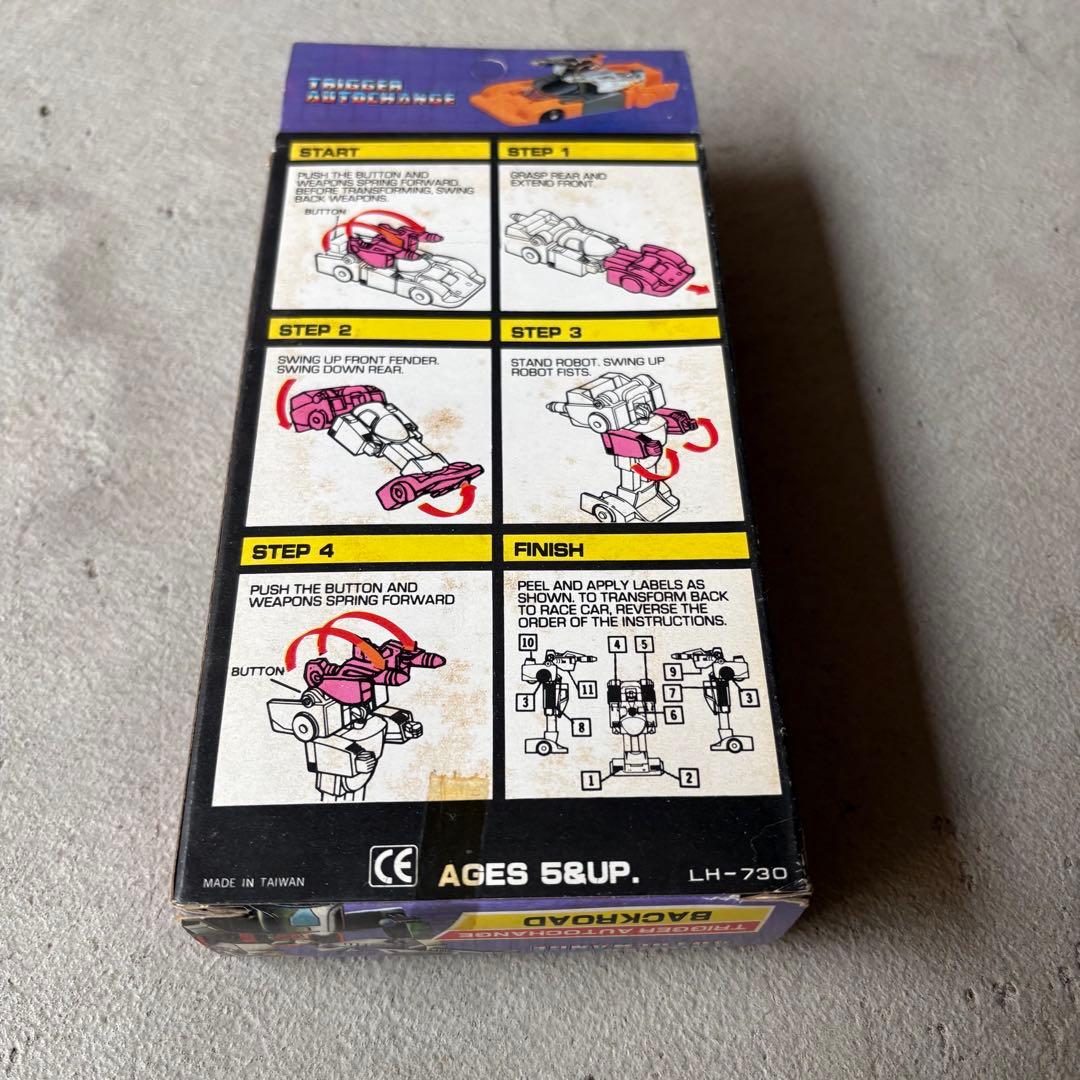 TRIGGER
AUTOCHANGE
START
PUSH THE BUTTON AND
WEAPONS SPRING FORWARD.
BEFORE TRANSFORMING, SWING
BACK WEAPONS.
BUTTON
STEP 1
GRASP REAR AND
EXTEND FRONT.
STEP 2
SWING UP FRONT FENDER.
SWING DOWN REAR.
STEP 3
STAND ROBOT. SWING UP
ROBOT FISTS.
STEP 4
PUSH THE BUTTON AND
WEAPONS SPRING FORWARD
BUTTON
FINISH
PEEL AND APPLY LABELS AS
SHOWN. TO TRANSFORM BACK
TO RACE CAR, REVERSE THE
ORDER OF THE INSTRUCTIONS.
10
4
5
9
11
7
3
3
6
8
1
2
MADE IN TAIWAN
CE
AGES 5&UP.
LH-730
BACKROAD
TRIGGER AUTOCHANGE